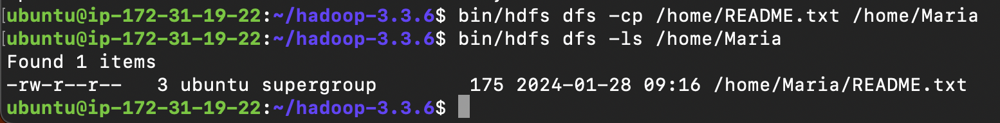 ubuntu@ip-172-31-19-22:~/hadoop-3.3.6$ bin/hdfs dfs -cp /home/README.txt /home/Maria
ubuntu@ip-172-31-19-22:~/hadoop-3.3.6$ bin/hdfs dfs -ls /home/Maria
Found 1 items
-rw-r--r--   3 ubuntu supergroup        175 2024-01-28 09:16 /home/Maria/README.txt
ubuntu@ip-172-31-19-22:~/hadoop-3.3.6$